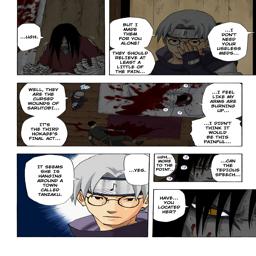 ...UGH.
BUT I
MADE
THEM
FOR YOU
ALONE!
THEY SHOULD
RELIEVE AT
LEAST A
LITTLE OF
THE PAIN...
...I
DON'T
NEED
YOUR
USELESS
MEDS...
WELL, THEY
ARE THE
CURSED
WOUNDS OF
SARUTOBI...
IT'S
THE THIRD
HOKAGE'S
FINAL ACT...
...I FEEL
LIKE MY
ARMS ARE
BURNING
UP...
...I DIDN'T
THINK IT
WOULD
BE THIS
PAINFUL...
IT SEEMS
SHE IS
HANGING
AROUND A
TOWN
CALLED
TANZAKU.
...YES.
HMPH...
MORE
TO THE
POINT...
...CAN
THE
TEDIOUS
SPEECH...
HAVE...
YOU
LOCATED
HER?